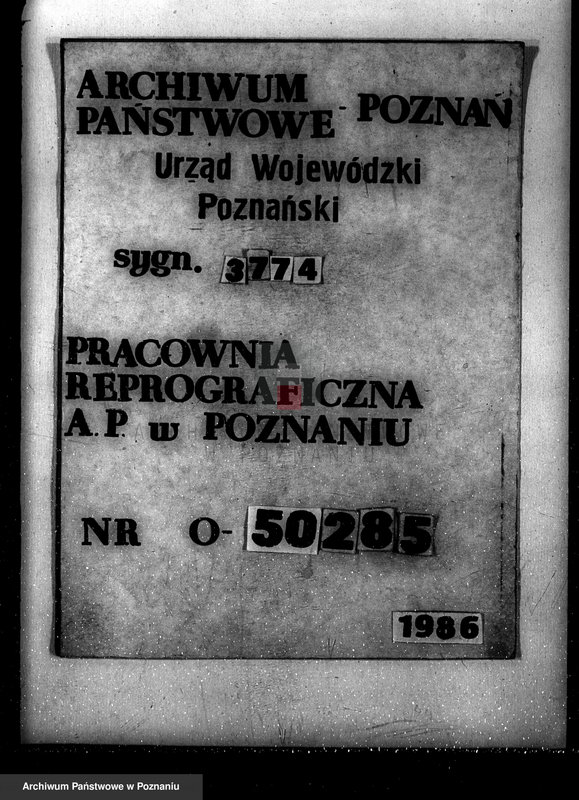 ARCHIWUM
PAŃSTWOWE - POZNAŃ
Urząd Wojewódzki
Poznański
sygn. 3774
PRACOWNIA
REPROGRAFICZNA
A.P. w POZNANIU
NR O- 50285
1986
Archiwum Państwowe w Poznaniu